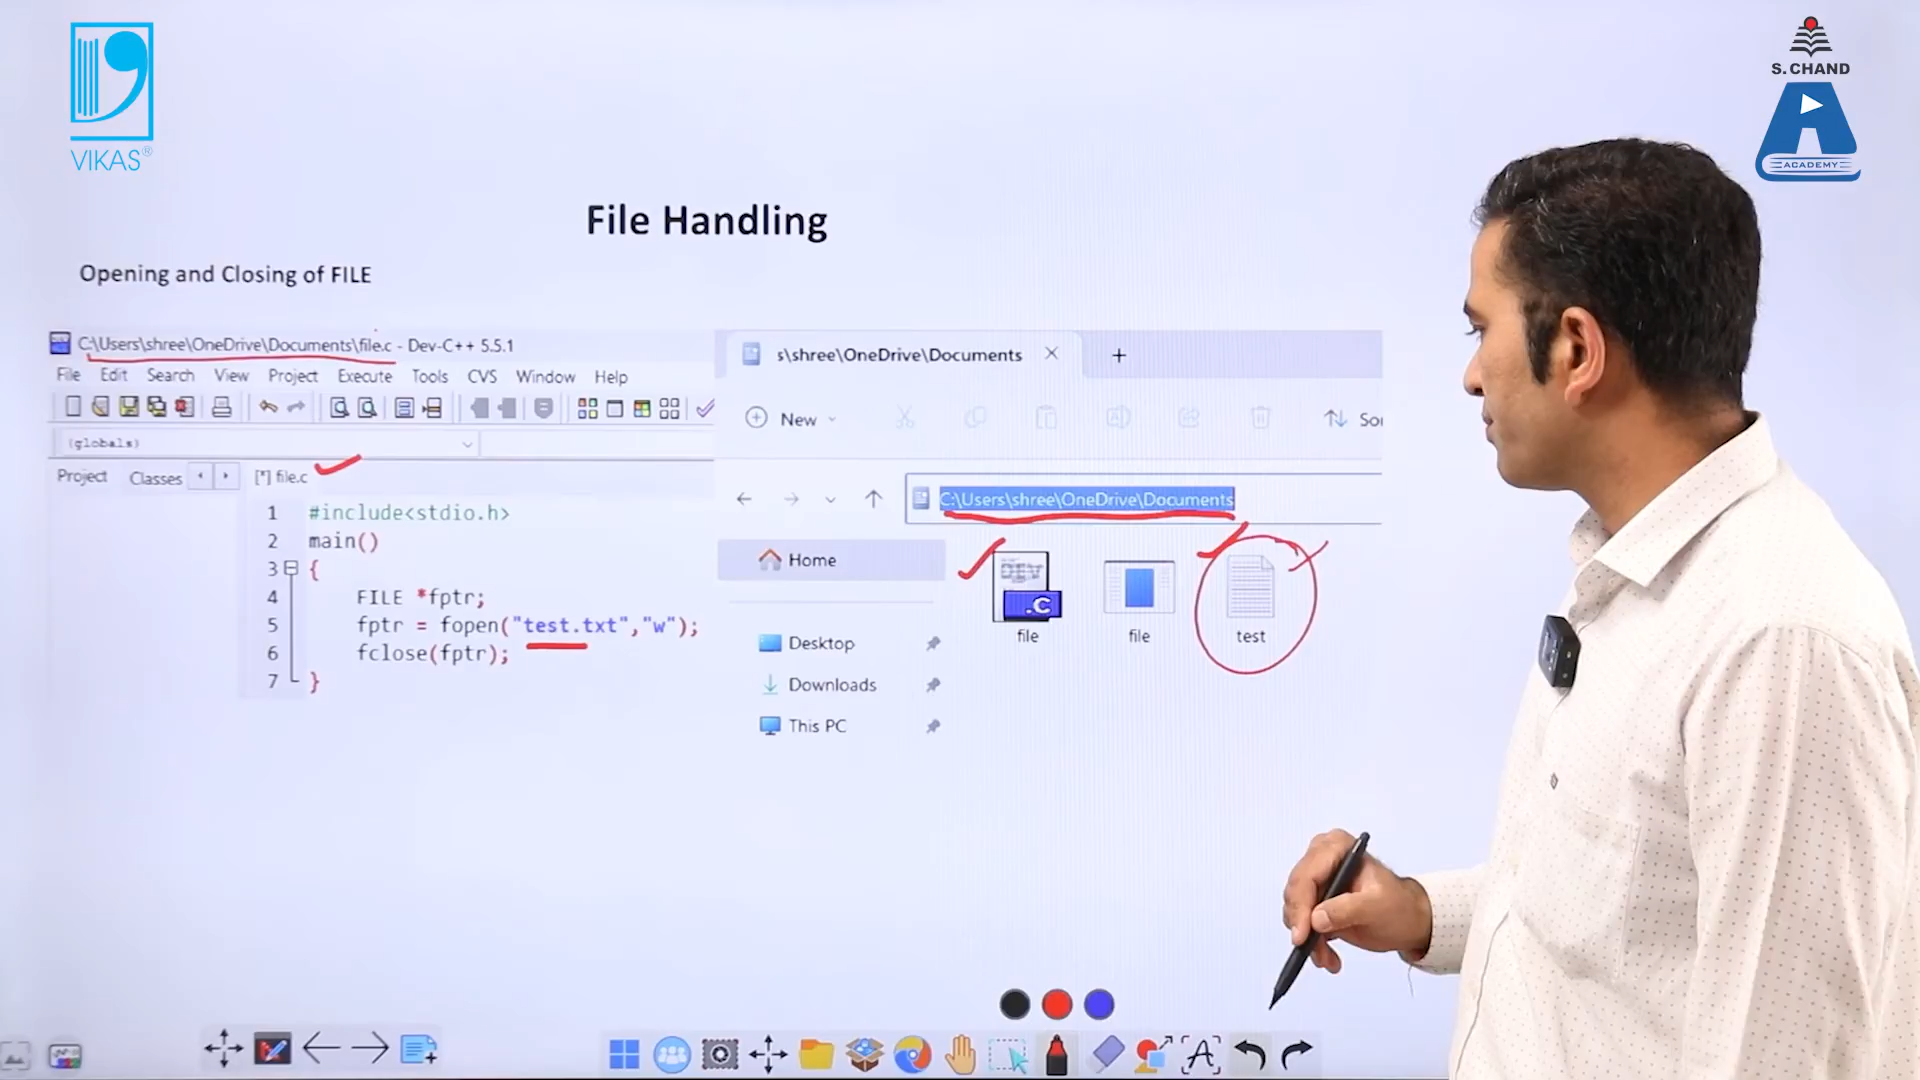 VIKAS®
S. CHAND
ACADEMY
File Handling
Opening and Closing of FILE
C:\Users\shree\OneDrive\Documents\file.c - Dev-C++ 5.5.1
File Edit Search View Project Execute Tools CVS Window Help
(globals)
Project Classes [*] file.c
1 #include<stdio.h>
2 main()
3 {
4 FILE *fptr;
5 fptr = fopen("test.txt","w");
6 fclose(fptr);
7 }
s\shree\OneDrive\Documents
New
C:\Users\shree\OneDrive\Documents
Home
Desktop
Downloads
This PC
DEV
.C
file
file
test
A